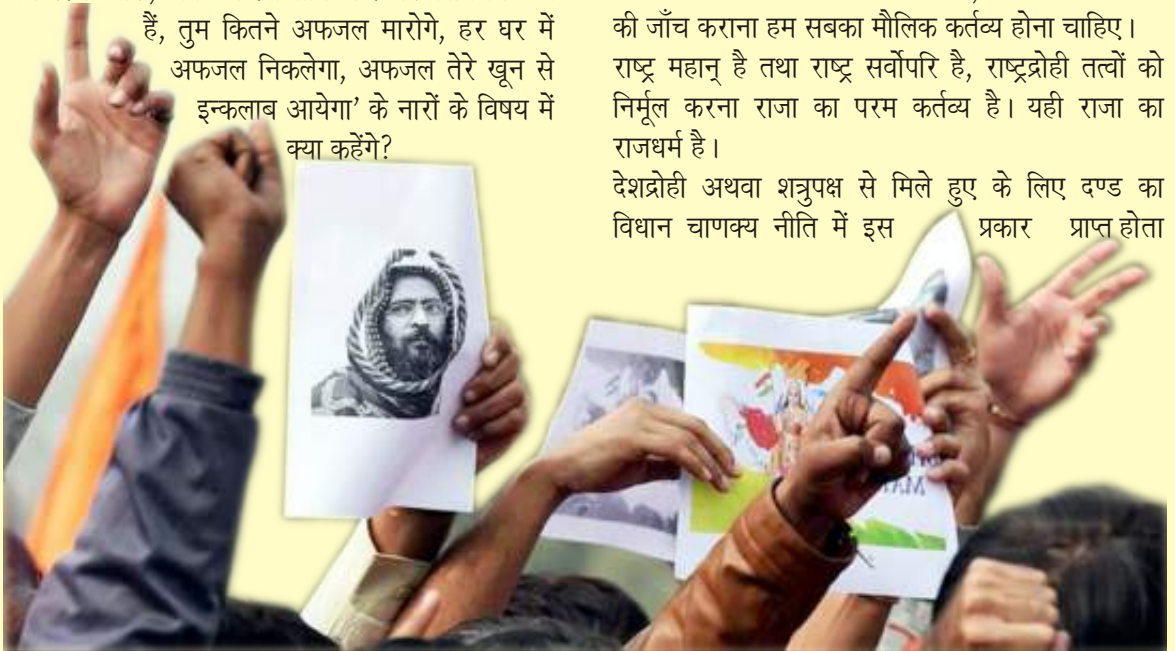 हैं, तुम कितने अफजल मारोगे, हर घर में
अफजल निकलेगा, अफजल तेरे खून से
इन्कलाब आयेगा’ के नारों के विषय में
क्या कहेंगे?
की जाँच कराना हम सबका मौलिक कर्तव्य होना चाहिए।
राष्ट्र महान् है तथा राष्ट्र सर्वोपरि है, राष्ट्रद्रोही तत्वों को
निर्मूल करना राजा का परम कर्तव्य है। यही राजा का
राजधर्म है।
देशद्रोही अथवा शत्रुपक्ष से मिले हुए के लिए दण्ड का
विधान चाणक्य नीति में इस प्रकार प्राप्त होता